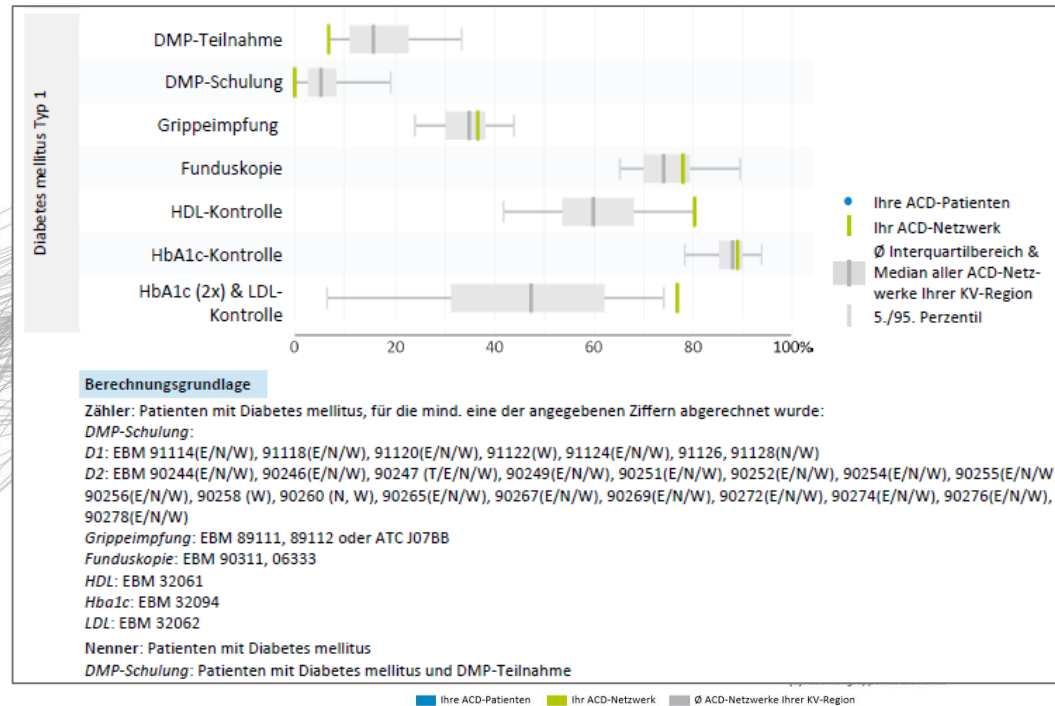 Diabetes mellitus Typ 1
DMP-Teilnahme
DMP-Schulung
Grippeimpfung
Funduskopie
HDL-Kontrolle
HbA1c-Kontrolle
HbA1c (2x) & LDL-
Kontrolle
0 20 40 60 80 100%
Ihre ACD-Patienten
Ihr ACD-Netzwerk
Ø Interquartilbereich &
Median aller ACD-Netz-
werke Ihrer KV-Region
5./95. Perzentil
Berechnungsgrundlage
Zähler: Patienten mit Diabetes mellitus, für die mind. eine der angegebenen Ziffern abgerechnet wurde:
DMP-Schulung:
D1: EBM 91114(E/N/W), 91118(E/N/W), 91120(E/N/W), 91122(W), 91124(E/N/W), 91126, 91128(N/W)
D2: EBM 90244(E/N/W), 90246(E/N/W), 90247 (T/E/N/W), 90249(E/N/W), 90251(E/N/W), 90252(E/N/W), 90254(E/N/W), 90255(E/N/W
90256(E/N/W), 90258 (W), 90260 (N, W), 90265(E/N/W), 90267(E/N/W), 90269(E/N/W), 90272(E/N/W), 90274(E/N/W), 90276(E/N/W),
90278(E/N/W)
Grippeimpfung: EBM 89111, 89112 oder ATC J07BB
Funduskopie: EBM 90311, 06333
HDL: EBM 32061
Hba1c: EBM 32094
LDL: EBM 32062
Nenner: Patienten mit Diabetes mellitus
DMP-Schulung: Patienten mit Diabetes mellitus und DMP-Teilnahme
Ihre ACD-Patienten Ihr ACD-Netzwerk Ø ACD-Netzwerke Ihrer KV-Region